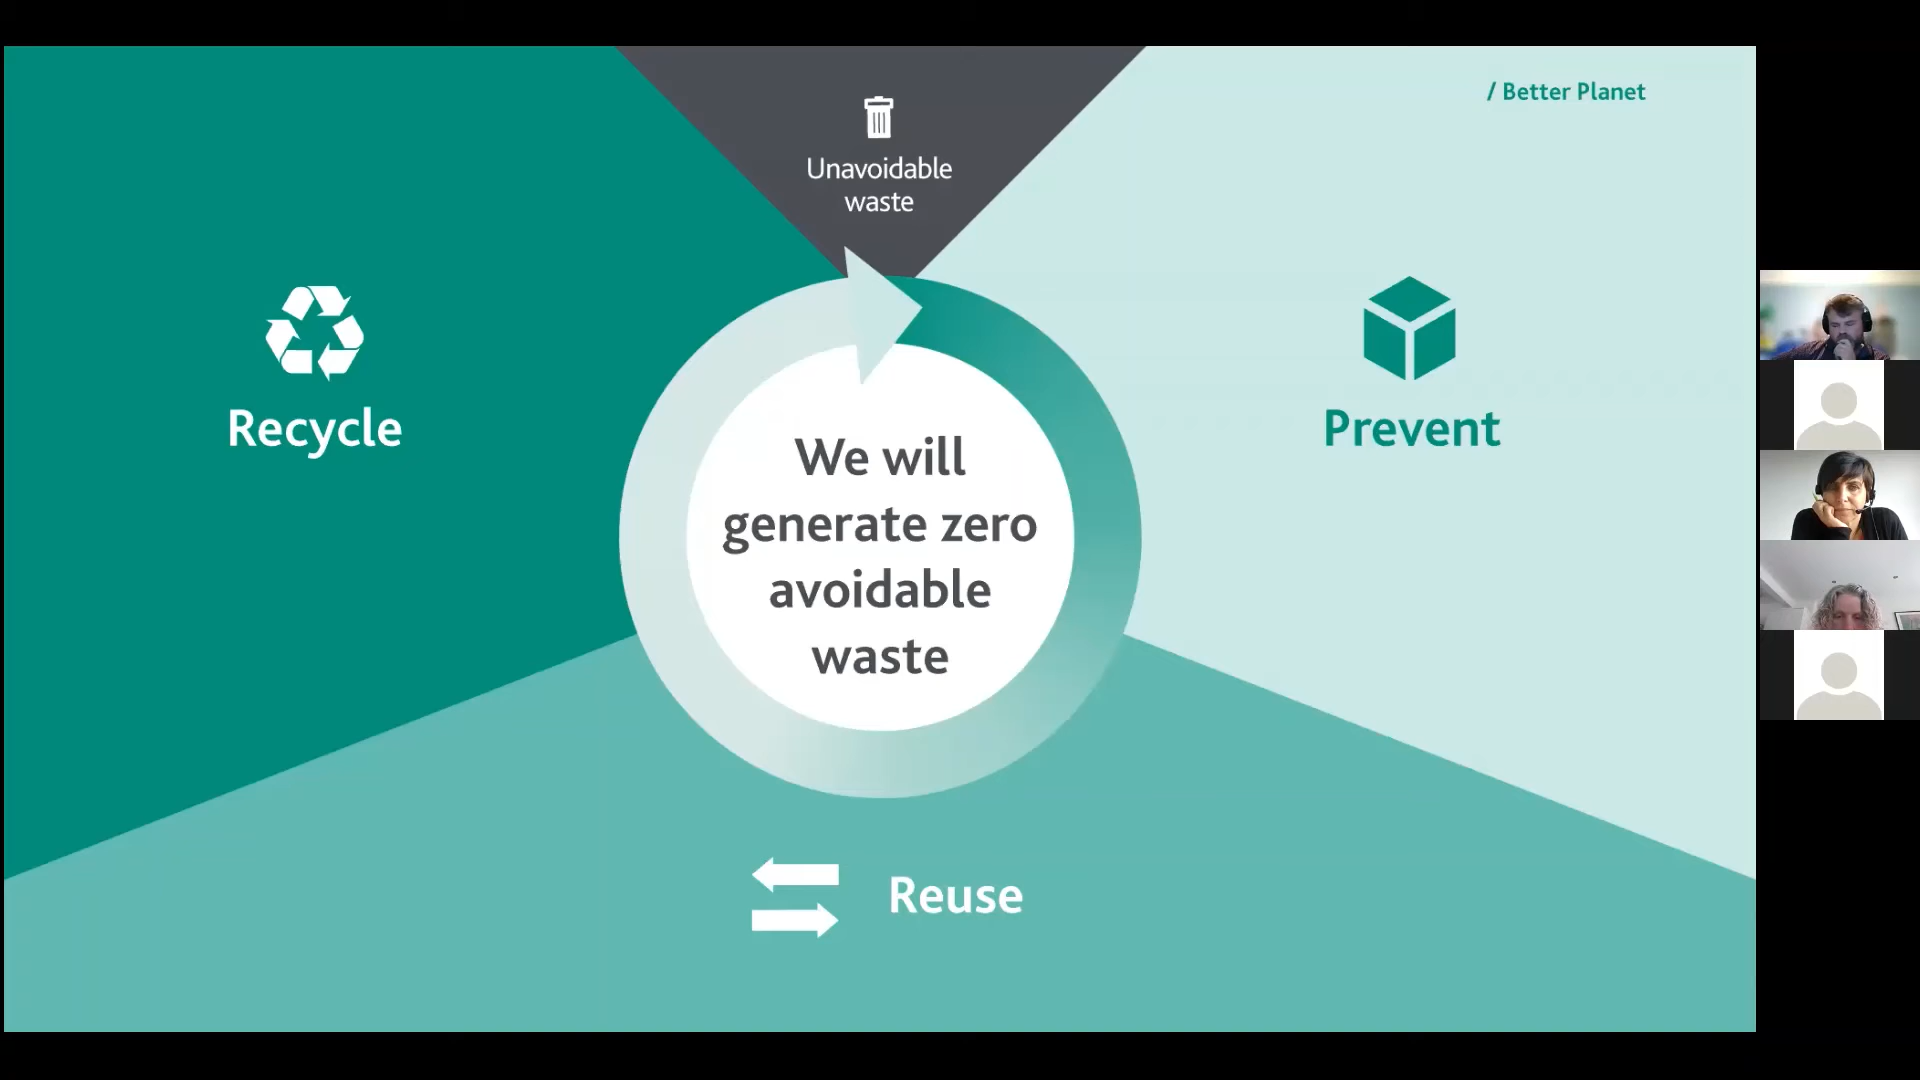 / Better Planet
Unavoidable
waste
Recycle
Prevent
We will
generate zero
avoidable
waste
Reuse